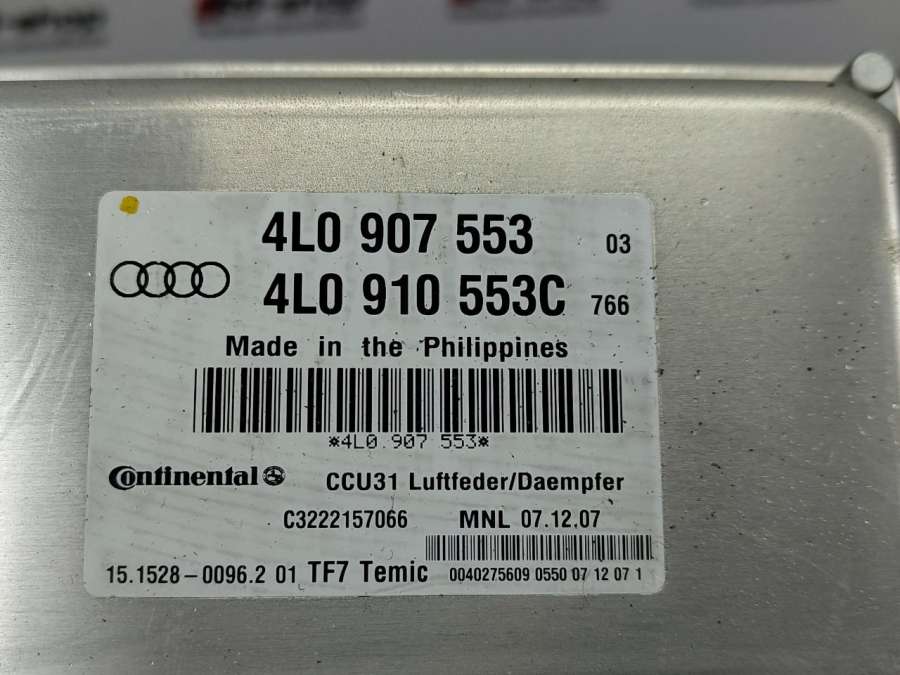 4L0 907 553 03
4L0 910 553C 766
Made in the Philippines
*4L0 907 553*
Continental CCU31 Luftfeder/Daempfer
C3222157066 MNL 07.12.07
15.1528-0096.2 01 TF7 Temic 0040275609 0550 07 12 07 1